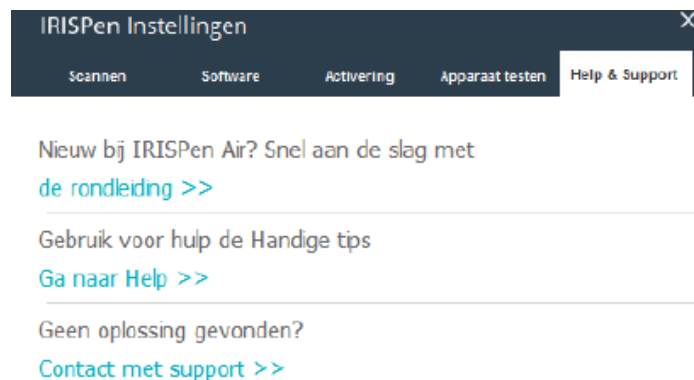 IRISPen Instellingen
Scannen Software Activering Apparaat testen Help & Support
Nieuw bij IRISPen Air? Snel aan de slag met
de rondleiding >>
Gebruik voor hulp de Handige tips
Ga naar Help >>
Geen oplossing gevonden?
Contact met support >>